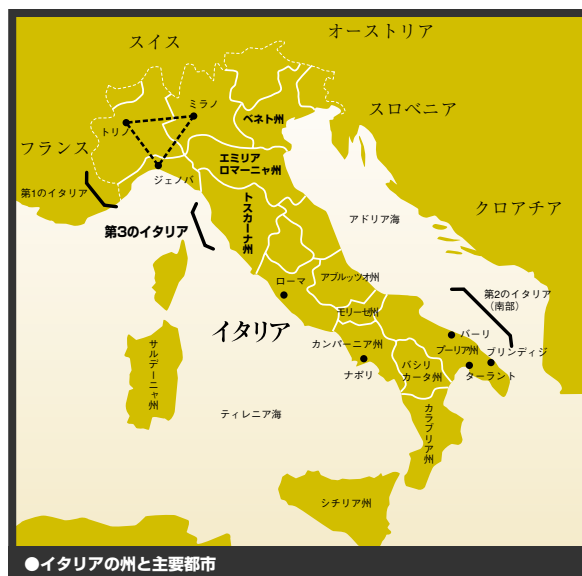 オーストリア
スイス
スロベニア
ミラノ
ベネト州
トリノ
フランス
エミリア
ロマーニャ州
ジェノバ
第1のイタリア
トスカーナ州
クロアチア
アドリア海
第3のイタリア
アブルッツオ州
ローマ
第2のイタリア
(南部)
モリーゼ州
イタリア
バーリ
カンパーニア州
プーリア州
ブリンディジ
サルデーニャ州
ナポリ
バシリ
カータ州
ターラント
カラブリア州
ティレニア海
シチリア州
●イタリアの州と主要都市